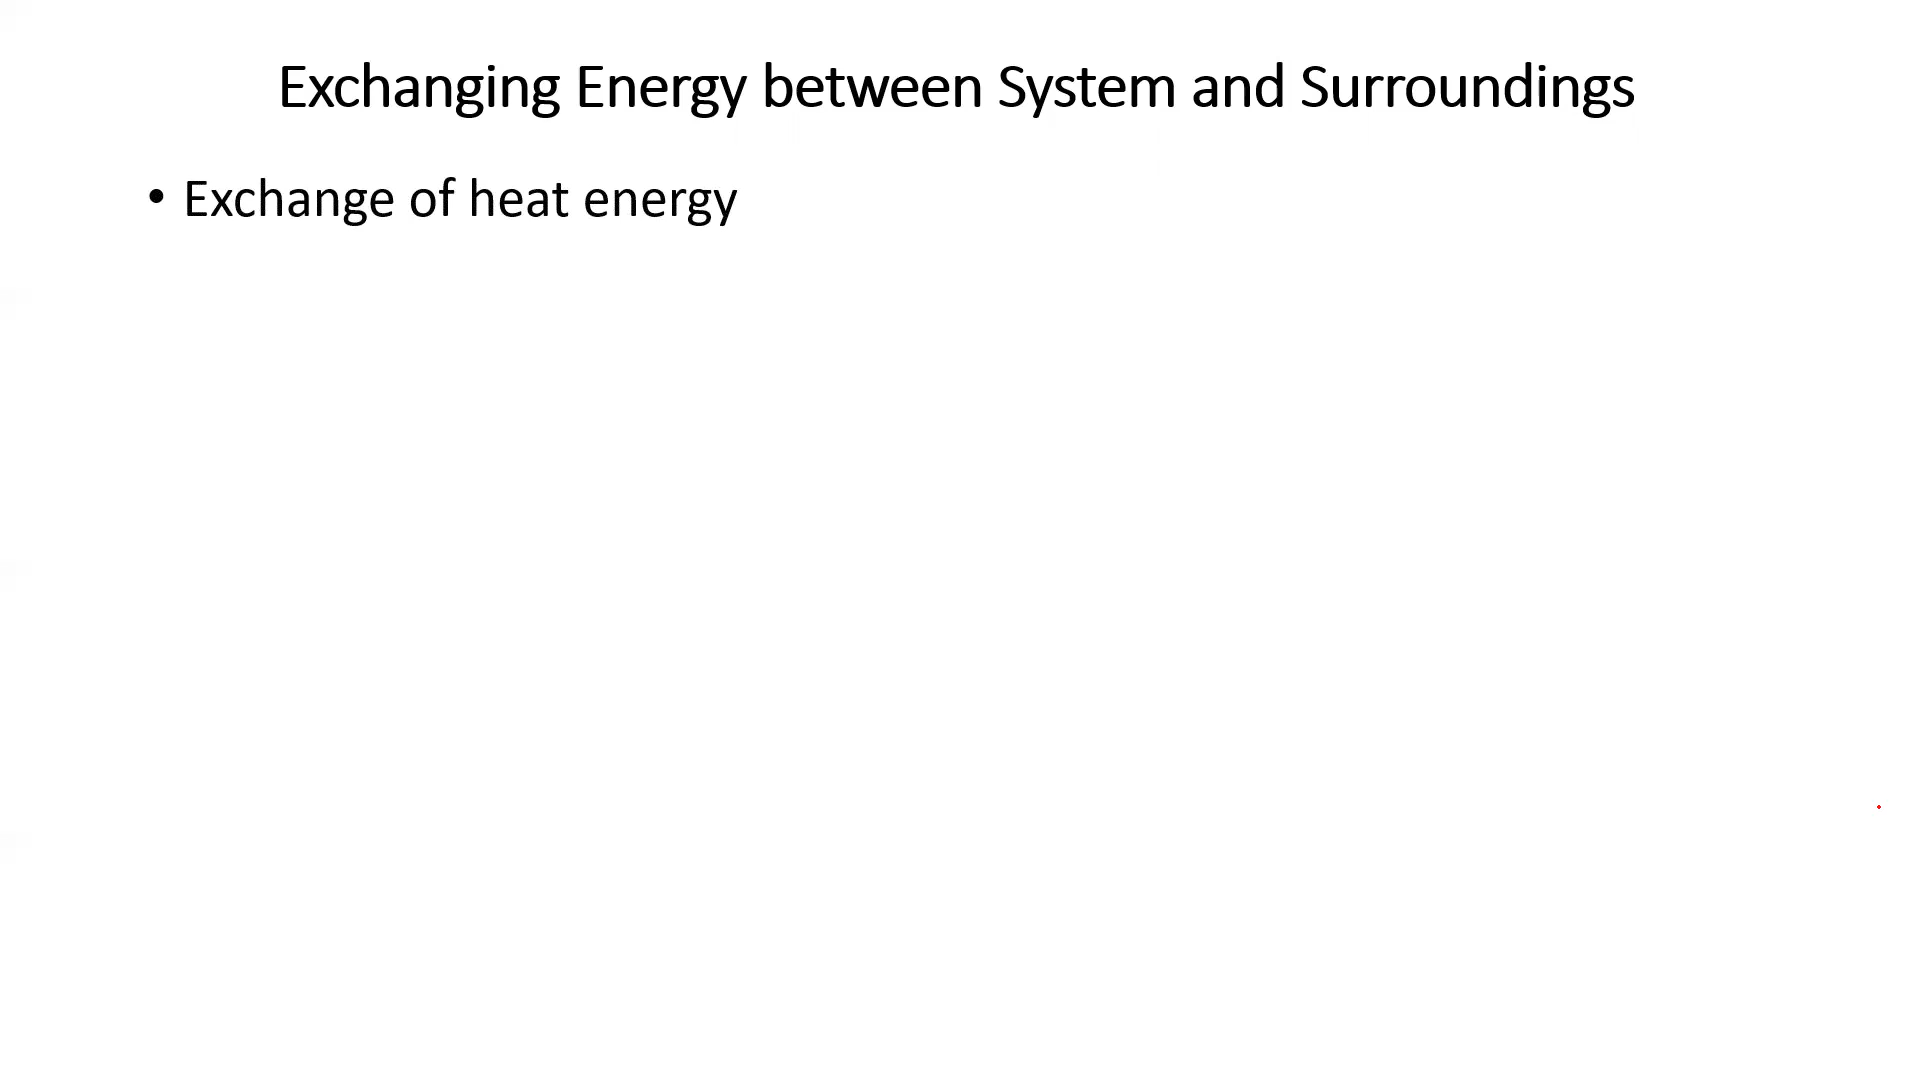 Exchanging Energy between System and Surroundings
• Exchange of heat energy